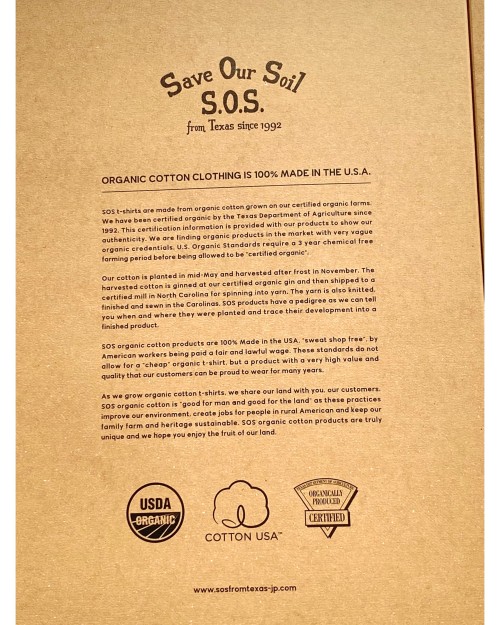 Save Our Soil
S.O.S.
from Texas since 1992
ORGANIC COTTON CLOTHING IS 100% MADE IN THE U.S.A.
SOS t-shirts are made from organic cotton grown on our certified organic farms.
We have been certified organic by the Texas Department of Agriculture since
1992. This certification information is provided with our products to show our
authenticity. We are finding organic products in the market with very vague
organic credentials. U.S. Organic Standards require a 3 year chemical free
farming period before being allowed to be "certified organic".
Our cotton is planted in mid-May and harvested after frost in November. The
harvested cotton is ginned at our certified organic gin and then shipped to a
certified mill in North Carolina for spinning into yarn. The yarn is also knitted,
finished and sewn in the Carolinas. SOS products have a pedigree as we can tell
you when and where they were planted and trace their development into a
finished product.
SOS organic cotton products are 100% Made in the USA, "sweat shop free", by
American workers being paid a fair and lawful wage. These standards do not
allow for a "cheap" organic t-shirt, but a product with a very high value and
quality that our customers can be proud to wear for many years.
As we grow organic cotton t-shirts, we share our land with you, our customers.
SOS organic cotton is "good for man and good for the land" as these practices
improve our environment, create jobs for people in rural American and keep our
family farm and heritage sustainable. SOS organic cotton products are truly
unique and we hope you enjoy the fruit of our land.
USDA
ORGANIC
COTTON USA™
TEXAS DEPARTMENT OF AGRICULTURE
ORGANICALLY
PRODUCED
CERTIFIED
www.sosfromtexas-jp.com